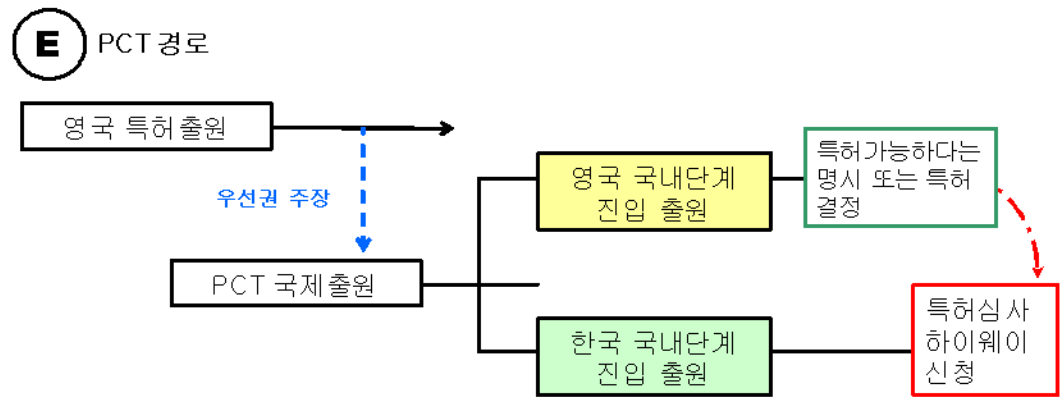 E PCT 경로
영국 특허출원
우선권 주장
PCT 국제출원
영국 국내단계
진입 출원
특허가능하다는
명시 또는 특허
결정
한국 국내단계
진입 출원
특허심사
하이웨이
신청